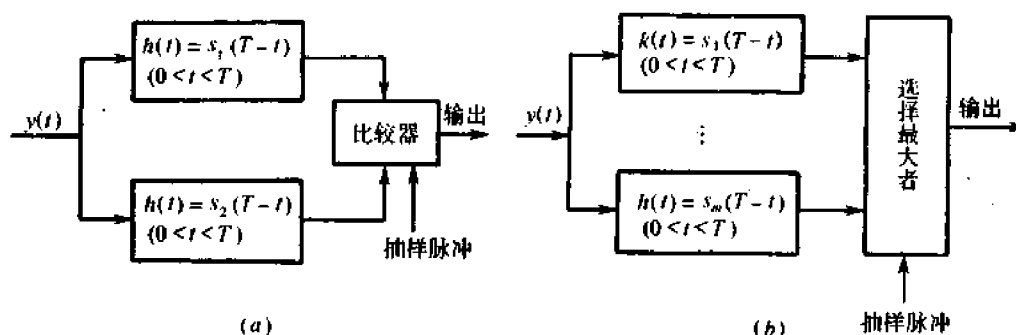 h(t)=s₁(T-t)
(0<t<T)
y(t)
比较器
输出
h(t)=s₂(T-t)
(0<t<T)
抽样脉冲
(a)
k(t)=s₁(T-t)
(0<t<T)
y(t)
⋮
选择最大者
输出
h(t)=sₘ(T-t)
(0<t<T)
抽样脉冲
(b)